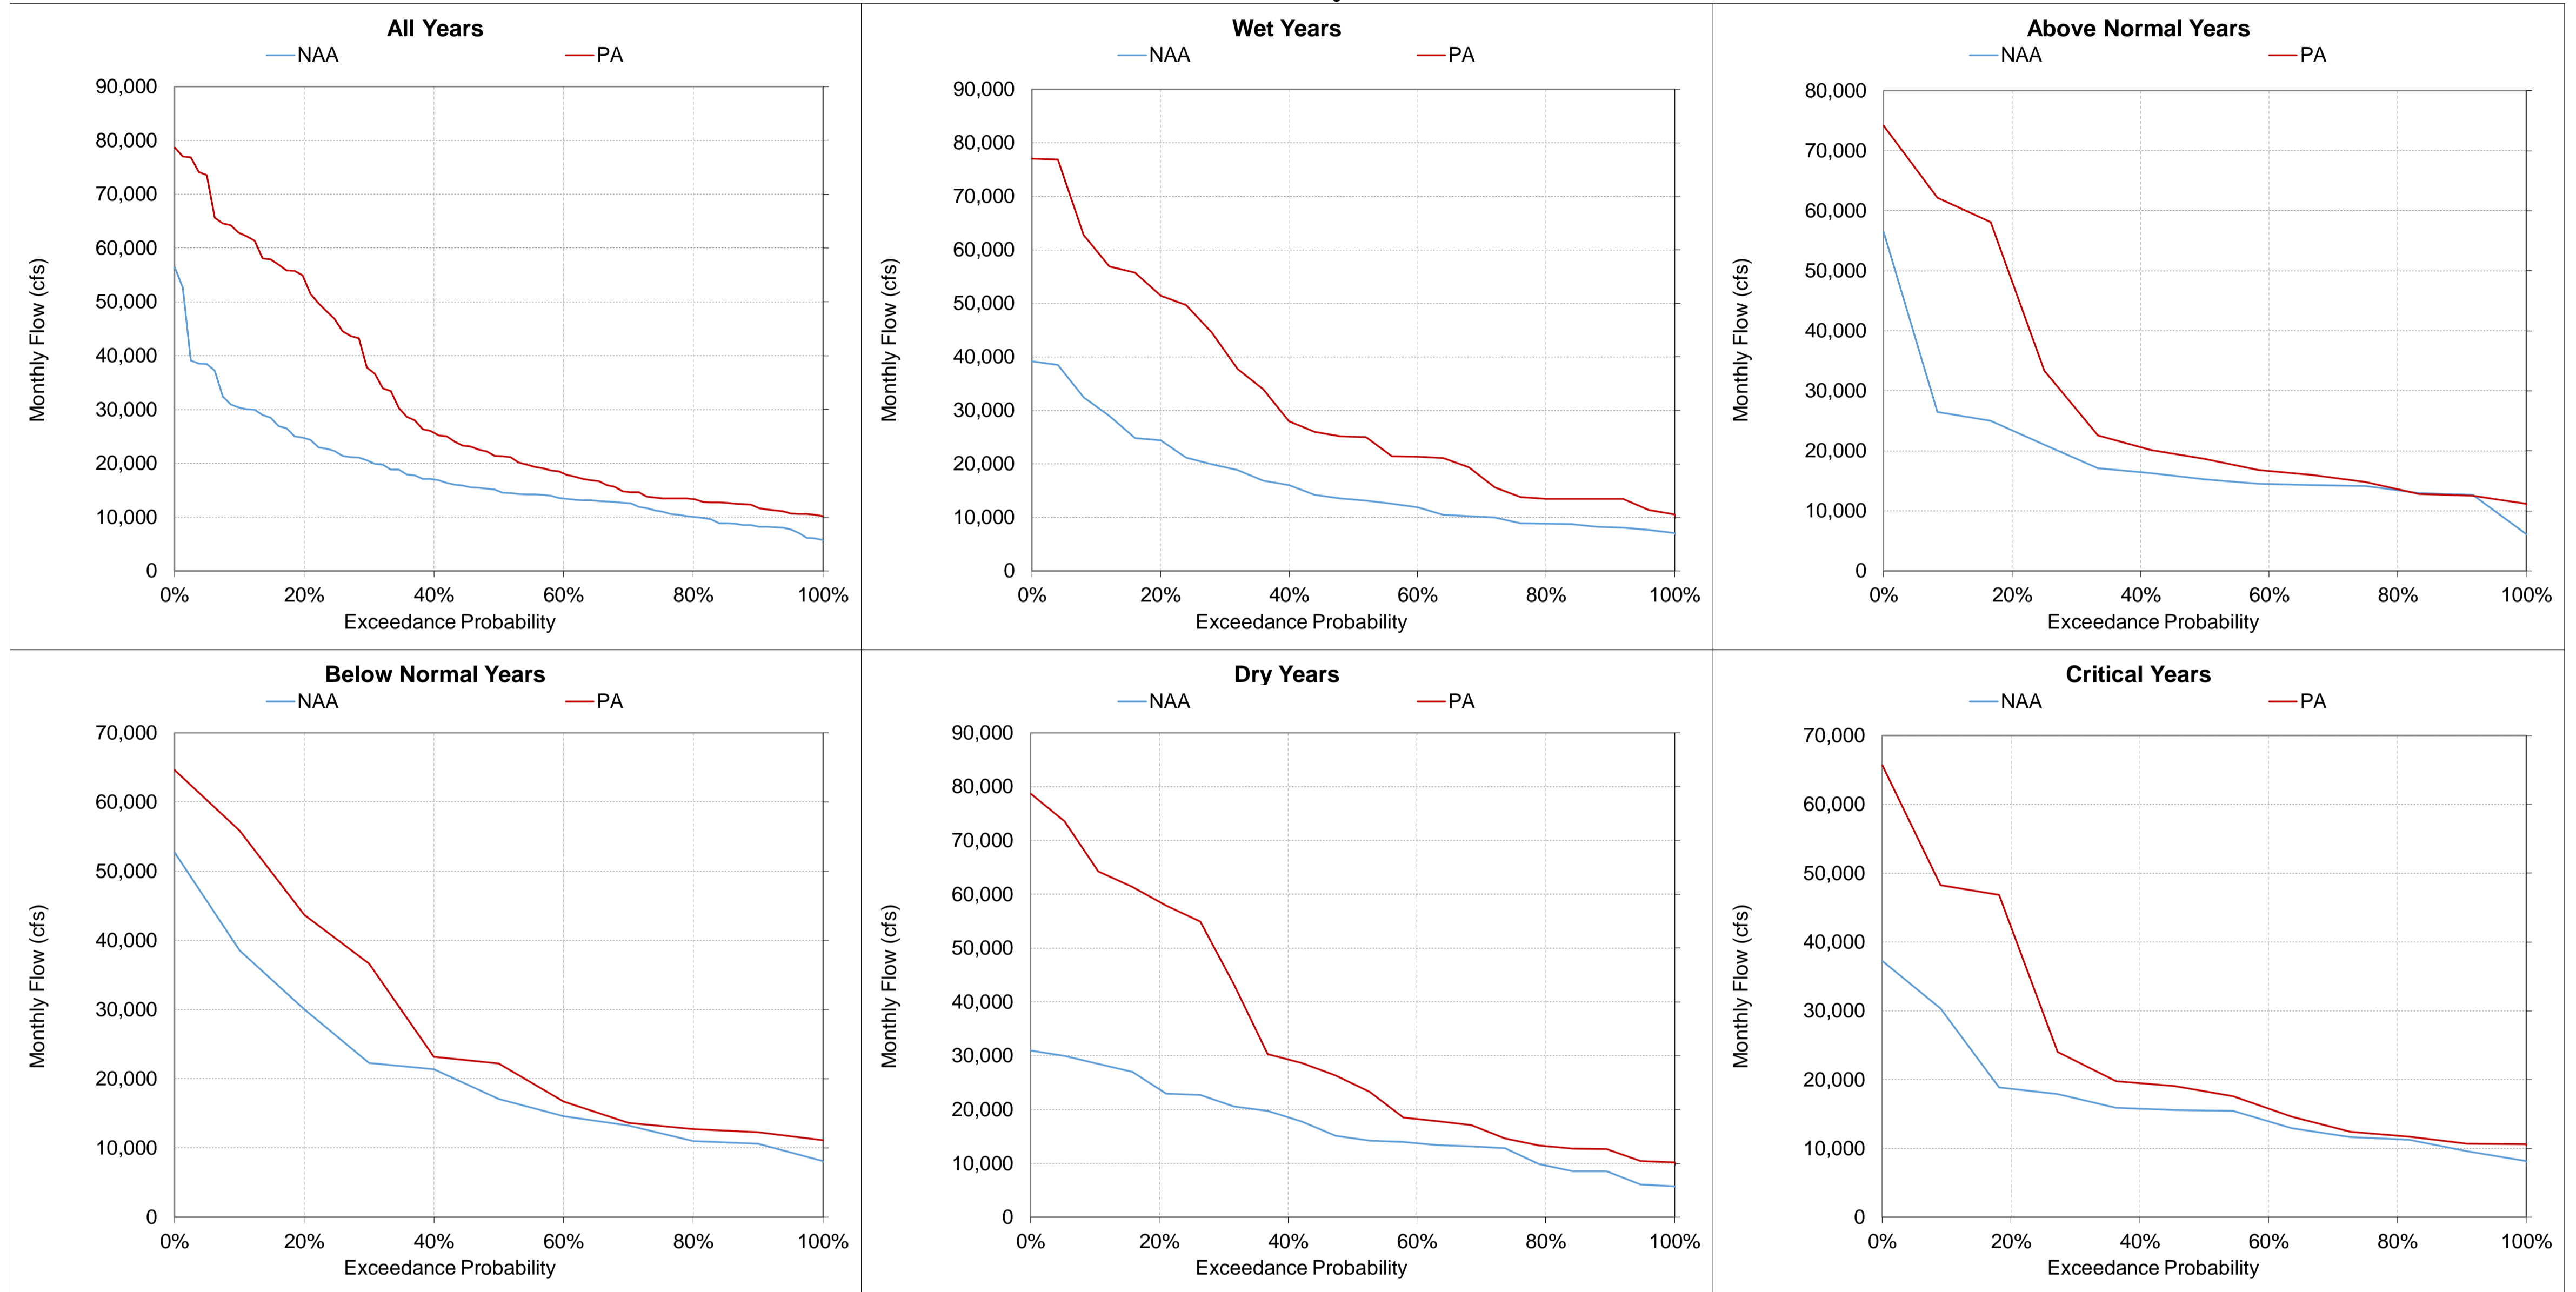 All Years
NAA PA
90,000
80,000
70,000
60,000
50,000
40,000
30,000
20,000
10,000
0
0% 20% 40% 60% 80% 100%
Monthly Flow (cfs)
Exceedance Probability
Wet Years
NAA PA
90,000
80,000
70,000
60,000
50,000
40,000
30,000
20,000
10,000
0
0% 20% 40% 60% 80% 100%
Monthly Flow (cfs)
Exceedance Probability
Above Normal Years
NAA PA
80,000
70,000
60,000
50,000
40,000
30,000
20,000
10,000
0
0% 20% 40% 60% 80% 100%
Monthly Flow (cfs)
Exceedance Probability
Below Normal Years
NAA PA
70,000
60,000
50,000
40,000
30,000
20,000
10,000
0
0% 20% 40% 60% 80% 100%
Monthly Flow (cfs)
Exceedance Probability
Dry Years
NAA PA
90,000
80,000
70,000
60,000
50,000
40,000
30,000
20,000
10,000
0
0% 20% 40% 60% 80% 100%
Monthly Flow (cfs)
Exceedance Probability
Critical Years
NAA PA
70,000
60,000
50,000
40,000
30,000
20,000
10,000
0
0% 20% 40% 60% 80% 100%
Monthly Flow (cfs)
Exceedance Probability